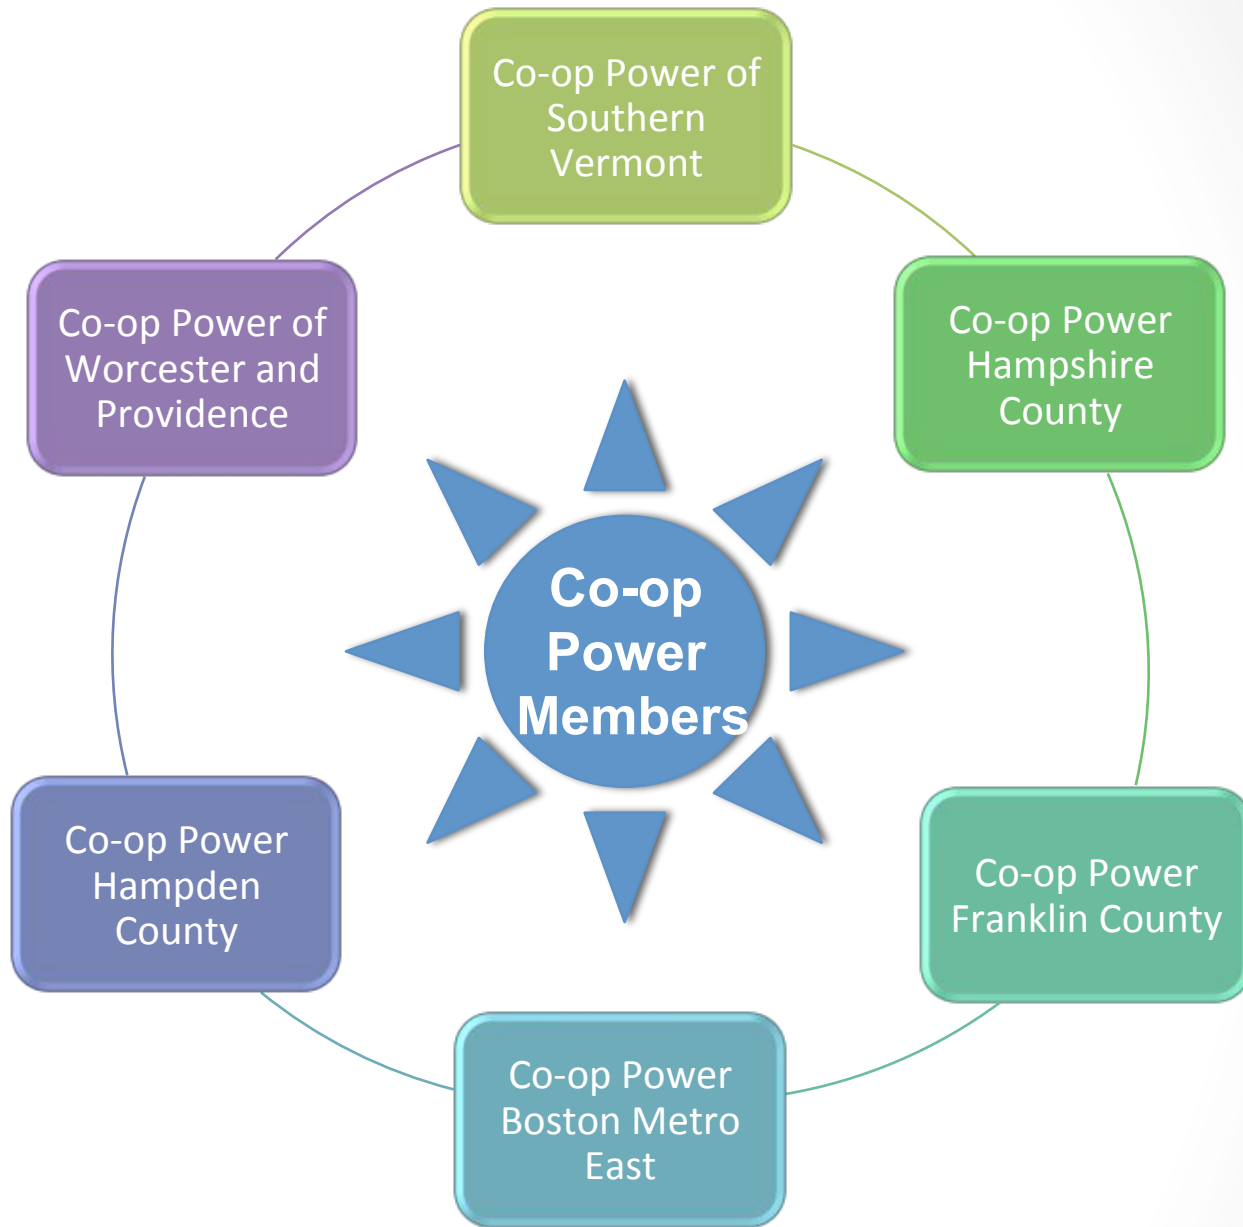 Co-op Power of
Southern
Vermont
Co-op Power
Hampshire
County
Co-op Power
Franklin County
Co-op Power
Boston Metro
East
Co-op Power
Hampden
County
Co-op Power of
Worcester and
Providence
Co-op
Power
Members